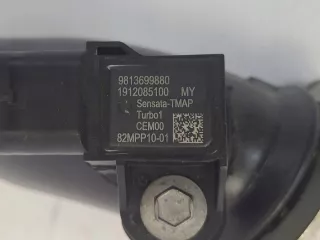 9813699880
1912085100 MY
Sensata-TMAP
Turbo1
CEM00
82MPP10-01